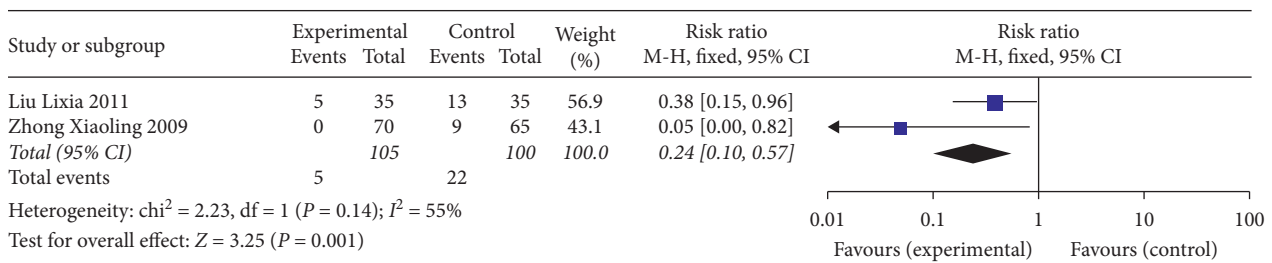 Study or subgroup Experimental Control Weight (%) Risk ratio Risk ratio
Events Total Events Total M-H, fixed, 95% CI M-H, fixed, 95% CI
Liu Lixia 2011 5 35 13 35 56.9 0.38 [0.15, 0.96]
Zhong Xiaoling 2009 0 70 9 65 43.1 0.05 [0.00, 0.82]
Total (95% CI) 105 100 100.0 0.24 [0.10, 0.57]
Total events 5 22
Heterogeneity: chi² = 2.23, df = 1 (P = 0.14); I² = 55%
Test for overall effect: Z = 3.25 (P = 0.001)
0.01 0.1 1 10 100
Favours (experimental) Favours (control)